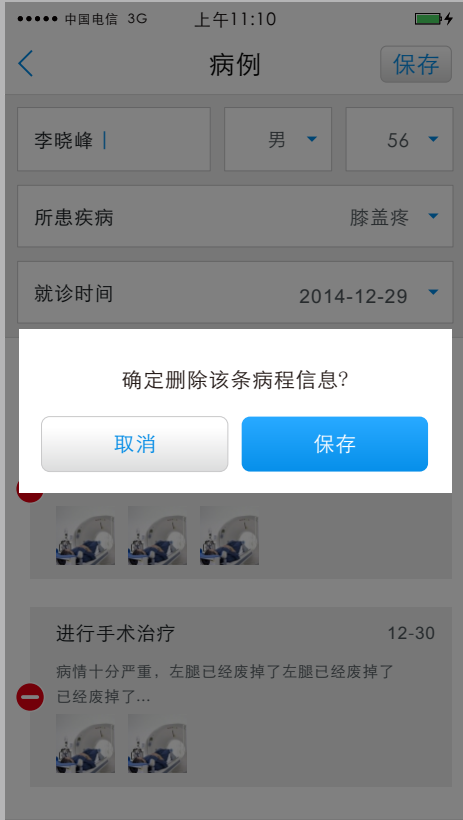 中国电信 3G 上午11:10
病例 保存
李晓峰 男 56
所患疾病 膝盖疼
就诊时间 2014-12-29
确定删除该条病程信息?
取消 保存
进行手术治疗 12-30
病情十分严重，左腿已经废掉了左腿已经废掉了
已经废掉了...